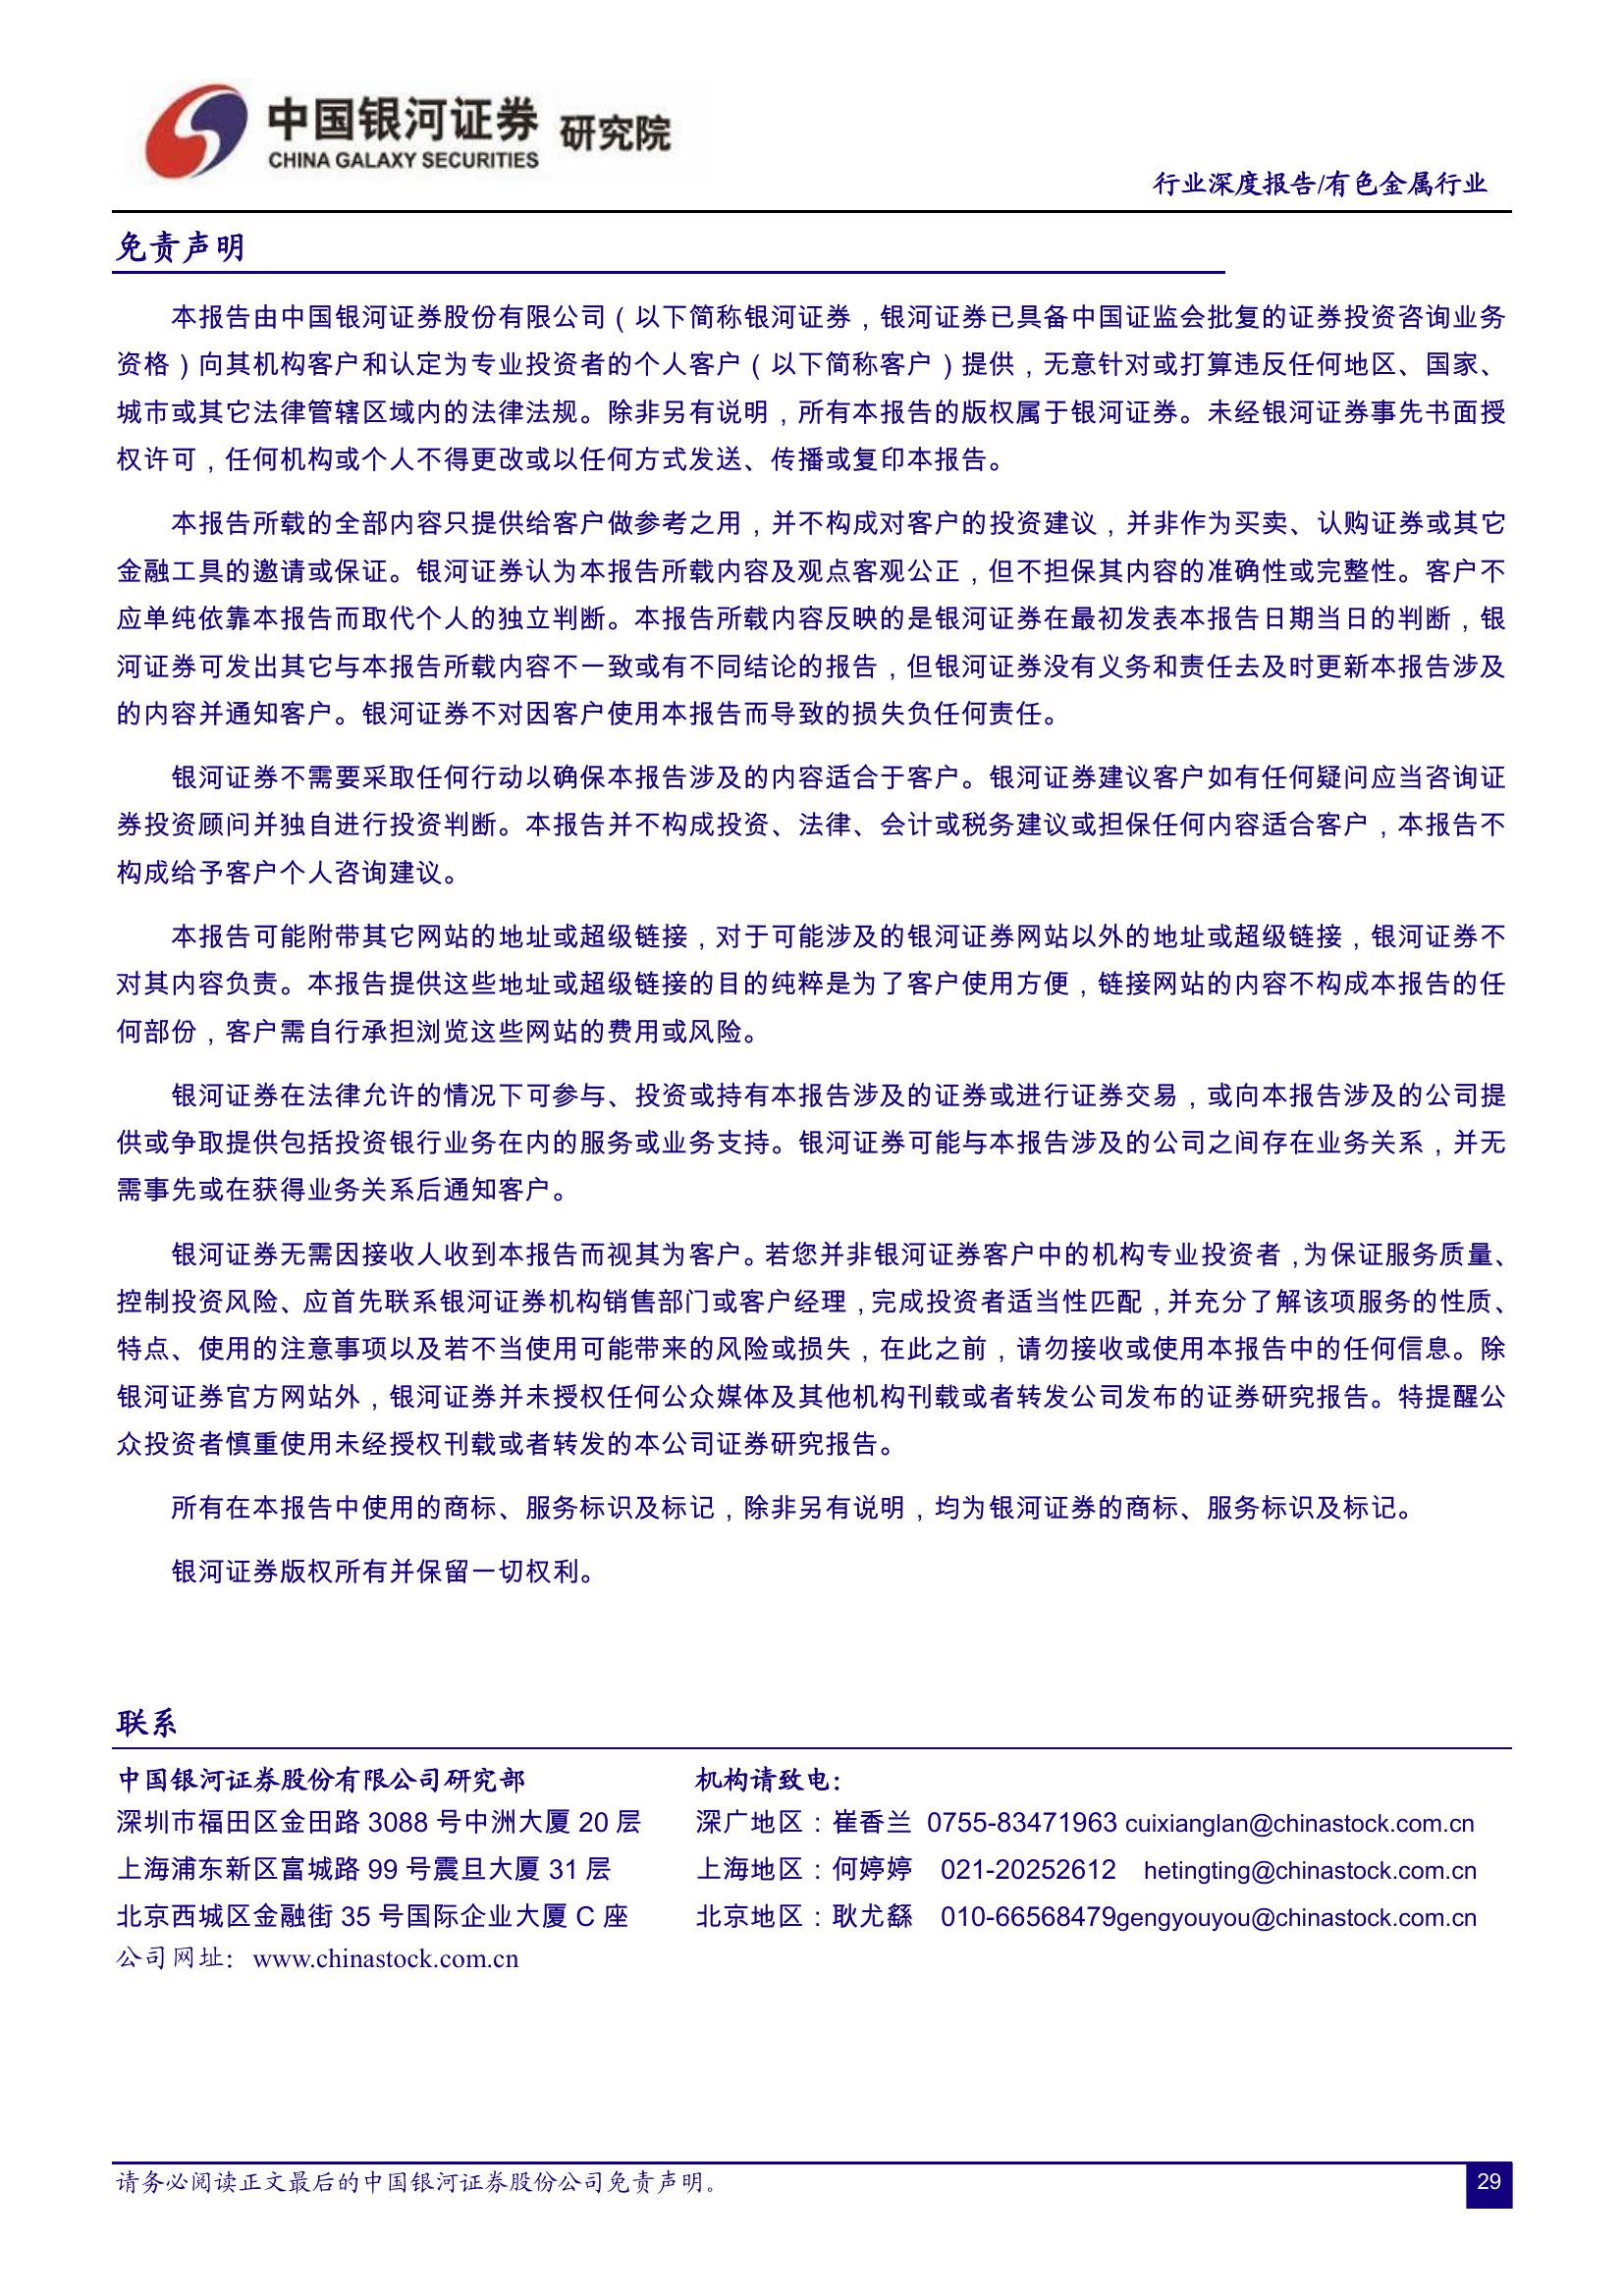 中国银河证券 研究院
CHINA GALAXY SECURITIES
行业深度报告/有色金属行业
免责声明
本报告由中国银河证券股份有限公司（以下简称银河证券，银河证券已具备中国证监会批复的证券投资咨询业务
资格）向其机构客户和认定为专业投资者的个人客户（以下简称客户）提供，无意针对或打算违反任何地区、国家、
城市或其它法律管辖区域内的法律法规。除非另有说明，所有本报告的版权属于银河证券。未经银河证券事先书面授
权许可，任何机构或个人不得更改或以任何方式发送、传播或复印本报告。
本报告所载的全部内容只提供给客户做参考之用，并不构成对客户的投资建议，并非作为买卖、认购证券或其它
金融工具的邀请或保证。银河证券认为本报告所载内容及观点客观公正，但不担保其内容的准确性或完整性。客户不
应单纯依靠本报告而取代个人的独立判断。本报告所载内容反映的是银河证券在最初发表本报告日期当日的判断，银
河证券可发出其它与本报告所载内容不一致或有不同结论的报告，但银河证券没有义务和责任去及时更新本报告涉及
的内容并通知客户。银河证券不对因客户使用本报告而导致的损失负任何责任。
银河证券不需要采取任何行动以确保本报告涉及的内容适合于客户。银河证券建议客户如有任何疑问应当咨询证
券投资顾问并独自进行投资判断。本报告并不构成投资、法律、会计或税务建议或担保任何内容适合客户，本报告不
构成给予客户个人咨询建议。
本报告可能附带其它网站的地址或超级链接，对于可能涉及的银河证券网站以外的地址或超级链接，银河证券不
对其内容负责。本报告提供这些地址或超级链接的目的纯粹是为了客户使用方便，链接网站的内容不构成本报告的任
何部份，客户需自行承担浏览这些网站的费用或风险。
银河证券在法律允许的情况下可参与、投资或持有本报告涉及的证券或进行证券交易，或向本报告涉及的公司提
供或争取提供包括投资银行业务在内的服务或业务支持。银河证券可能与本报告涉及的公司之间存在业务关系，并无
需事先或在获得业务关系后通知客户。
银河证券无需因接收人收到本报告而视其为客户。若您并非银河证券客户中的机构专业投资者，为保证服务质量、
控制投资风险、应首先联系银河证券机构销售部门或客户经理，完成投资者适当性匹配，并充分了解该项服务的性质、
特点、使用的注意事项以及若不当使用可能带来的风险或损失，在此之前，请勿接收或使用本报告中的任何信息。除
银河证券官方网站外，银河证券并未授权任何公众媒体及其他机构刊载或者转发公司发布的证券研究报告。特提醒公
众投资者慎重使用未经授权刊载或者转发的本公司证券研究报告。
所有在本报告中使用的商标、服务标识及标记，除非另有说明，均为银河证券的商标、服务标识及标记。
银河证券版权所有并保留一切权利。
联系
中国银河证券股份有限公司研究部 机构请致电：
深圳市福田区金田路 3088 号中洲大厦 20 层 深广地区：崔香兰 0755-83471963 cuixianglan@chinastock.com.cn
上海浦东新区富城路 99 号震旦大厦 31 层 上海地区：何婷婷 021-20252612 hetingting@chinastock.com.cn
北京西城区金融街 35 号国际企业大厦 C 座 北京地区：耿尤繇 010-66568479gengyouyou@chinastock.com.cn
公司网址：www.chinastock.com.cn
请务必阅读正文最后的中国银河证券股份公司免责声明。
29